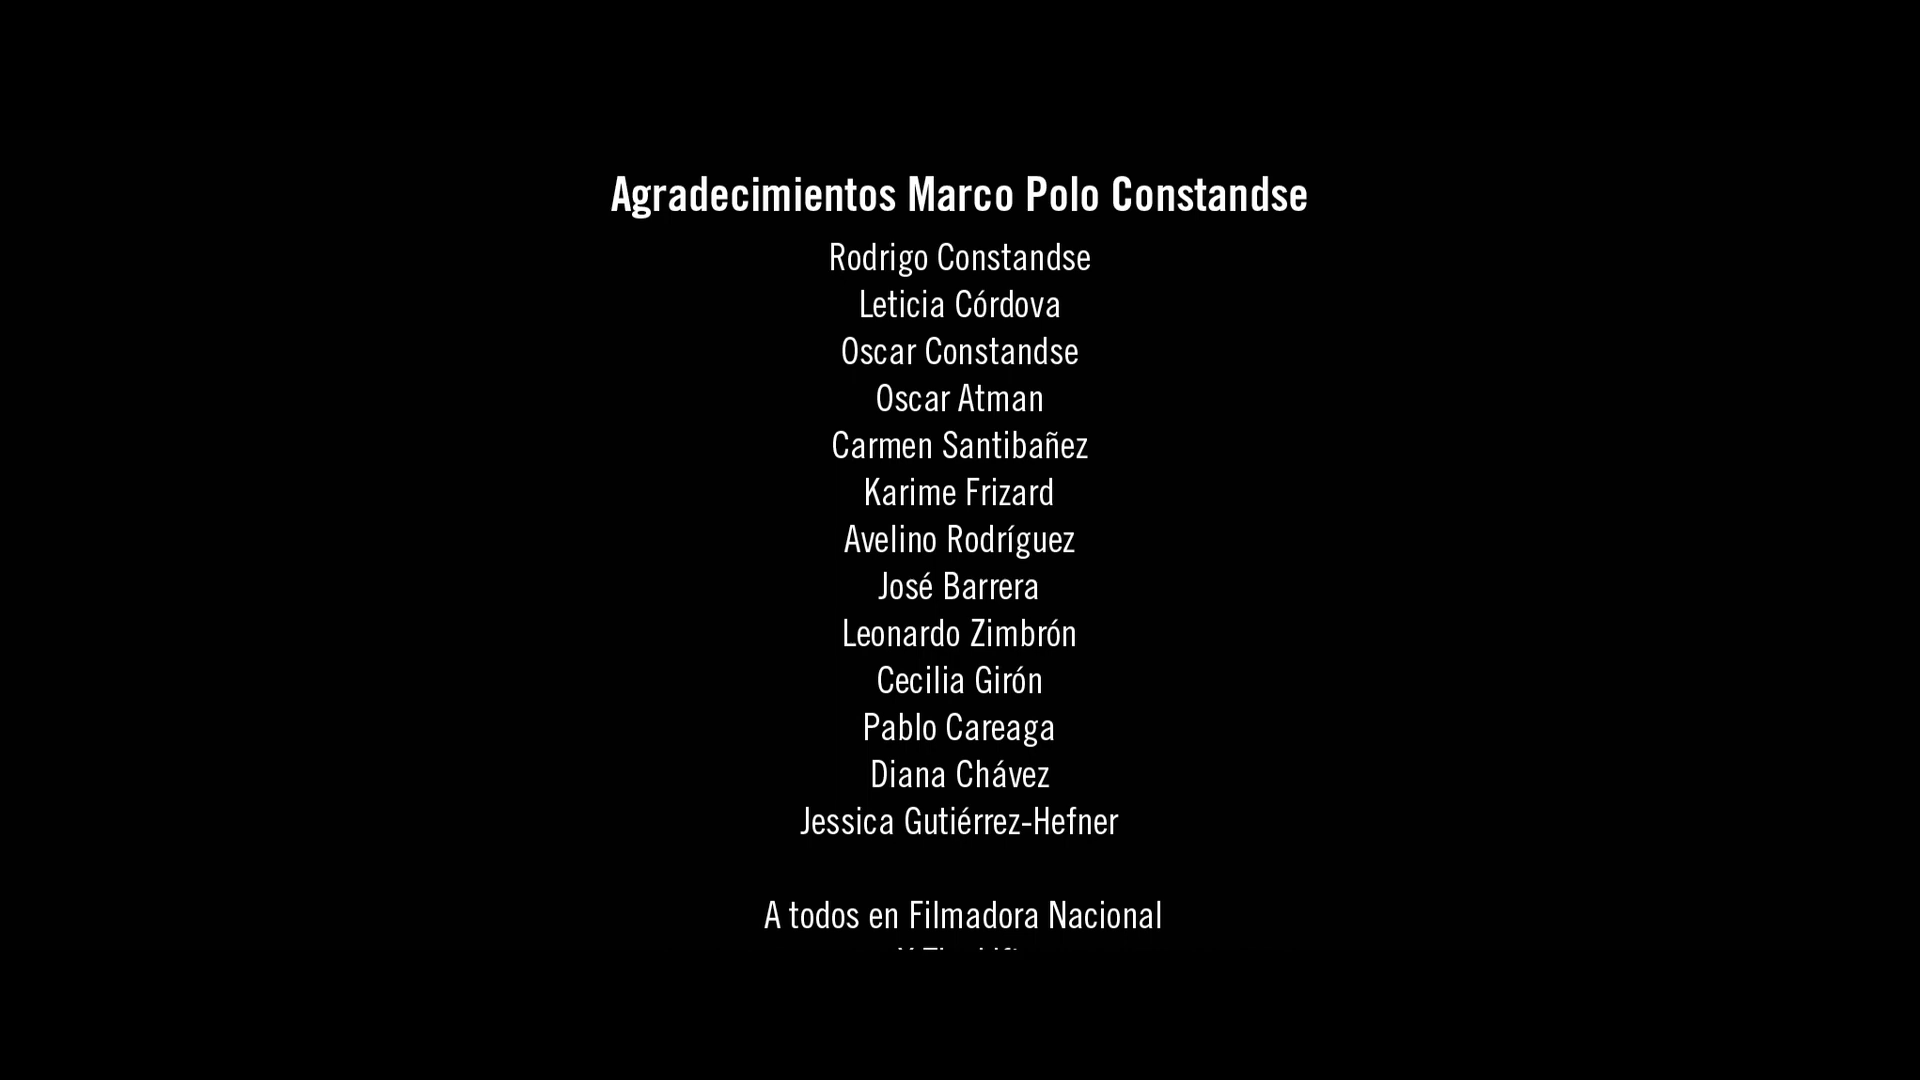 Agradecimientos Marco Polo Constandse
Rodrigo Constandse
Leticia Córdova
Oscar Constandse
Oscar Atman
Carmen Santibañez
Karime Frizard
Avelino Rodríguez
José Barrera
Leonardo Zimbrón
Cecilia Girón
Pablo Careaga
Diana Chávez
Jessica Gutiérrez-Hefner
A todos en Filmadora Nacional